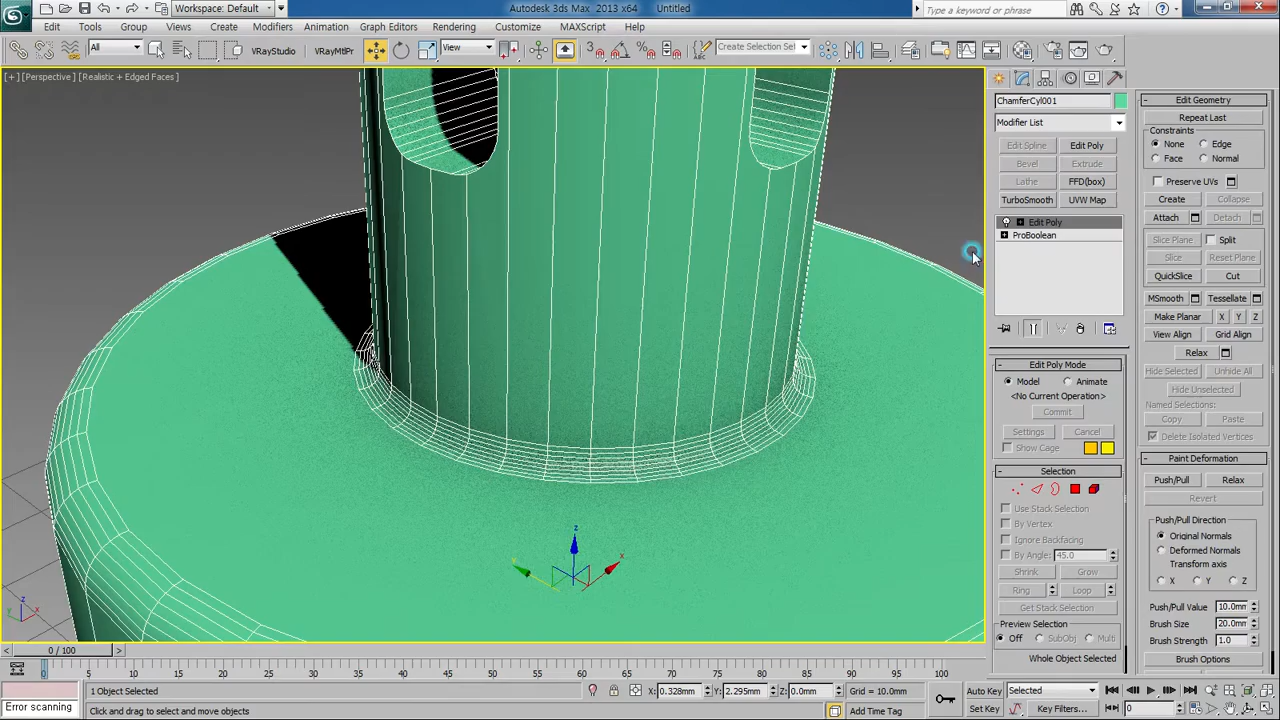 Workspace: Default
Autodesk 3ds Max 2013 x64 Untitled
Type a keyword or phrase
Edit Tools Group Views Create Modifiers Animation Graph Editors Rendering Customize MAXScript Help
All VRayStudio VRayMtlPr View Create Selection Set
[+] [Perspective] [Realistic + Edged Faces]
ChamferCyl001
Modifier List
Edit Spline Edit Poly
Bevel Extrude
Lathe FFD(box)
TurboSmooth UVW Map
Edit Poly
ProBoolean
Edit Poly Mode
Model Animate
<No Current Operation>
Commit
Settings Cancel
Show Cage
Selection
Use Stack Selection
By Vertex
Ignore Backfacing
By Angle: 45.0
Shrink Grow
Ring Loop
Get Stack Selection
Preview Selection
Off SubObj Multi
Whole Object Selected
Edit Geometry
Repeat Last
Constraints
None Edge
Face Normal
Preserve UVs
Create Collapse
Attach Detach
Slice Plane Split
Slice Reset Plane
QuickSlice Cut
MSmooth Tessellate
Make Planar X Y Z
View Align Grid Align
Relax
Hide Selected Unhide All
Hide Unselected
Named Selections:
Copy Paste
Delete Isolated Vertices
Paint Deformation
Push/Pull Relax
Revert
Push/Pull Direction
Original Normals
Deformed Normals
Transform axis
X Y Z
Push/Pull Value 10.0mm
Brush Size 20.0mm
Brush Strength 1.0
Brush Options
z
x
z
x
y
0 / 100
0 5 10 15 20 25 30 35 40 45 50 55 60 65 70 75 80 85 90 95 100
1 Object Selected X: 0.328mm Y: 2.295mm Z: 0.0mm Grid = 10.0mm Auto Key Selected
Error scanning Click and drag to select and move objects Add Time Tag Set Key Key Filters... 0